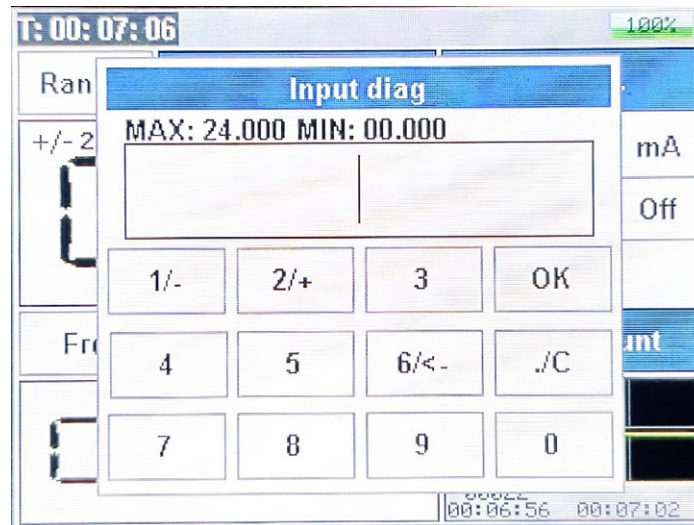 T: 00: 07: 06
100%
Ran
Input diag
MAX: 24.000 MIN: 00.000
+/- 2
mA
Off
1/-
2/+
3
OK
Fr
unt
4
5
6/<-
./C
7
8
9
0
00:06:56 00:07:02